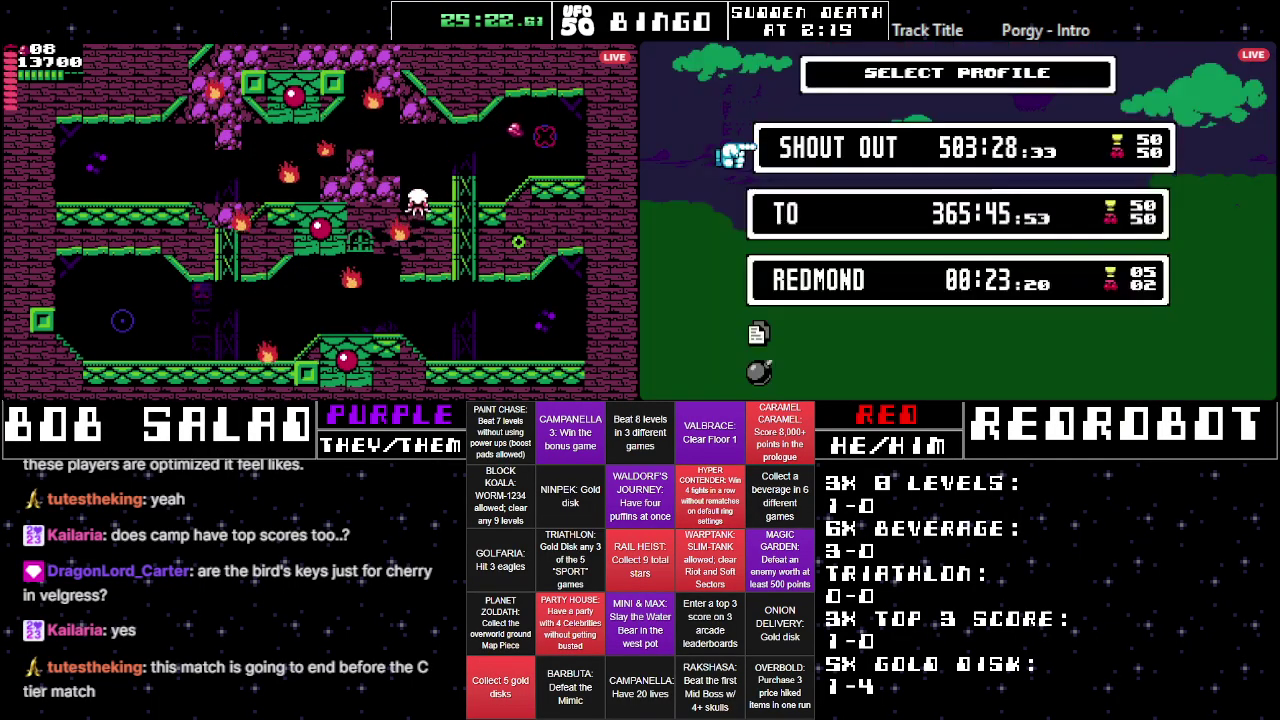 25:22.61
UFO 50
BINGO
SUDDEN DEATH
AT 2:15
Track Title
Porgy - Intro
08
13700
LIVE
LIVE
SELECT PROFILE
SHOUT OUT 503:28:33 50 50
TO 365:45:53 50 50
REDMOND 00:23:20 05 02
BOB SALAD
PURPLE
THEY/THEM
RED
HE/HIM
REDROBOT
these players are optimized it feel likes.
tutestheking: yeah
Kailaria: does camp have top scores too..?
DragonLord_Carter: are the bird's keys just for cherry
in velgress?
Kailaria: yes
tutestheking: this match is going to end before the C
tier match
PAINT CHASE:
Beat 7 levels
without using
power ups (boost
pads allowed)
CAMPANELLA
3: Win the
bonus game
Beat 8 levels
in 3 different
games
VALBRACE:
Clear Floor 1
CARAMEL
CARAMEL:
Score 8,000+
points in the
prologue
BLOCK
KOALA:
WORM-1234
allowed; clear
any 9 levels
NINPEK: Gold
disk
WALDORF'S
JOURNEY:
Have four
puffins at once
HYPER
CONTENDER: Win
4 fights in a row
without rematches
on default ring
settings
Collect a
beverage in 6
different
games
GOLFARIA:
Hit 3 eagles
TRIATHLON:
Gold Disk any 3
of the 5
"SPORT"
games
RAIL HEIST:
Collect 9 total
stars
WARPTANK:
SLIM-TANK
allowed; clear
Riot and Soft
Sectors
MAGIC
GARDEN:
Defeat an
enemy worth at
least 500 points
PLANET
ZOLDATH:
Collect the
overworld ground
Map Piece
PARTY HOUSE:
Have a party
with 4 Celebrities
without getting
busted
MINI & MAX:
Slay the Water
Bear in the
west pot
Enter a top 3
score on 3
arcade
leaderboards
ONION
DELIVERY:
Gold disk
Collect 5 gold
disks
BARBUTA:
Defeat the
Mimic
CAMPANELLA:
Have 20 lives
RAKSHASA:
Beat the first
Mid Boss w/
4+ skulls
OVERBOLD:
Purchase 3
price hiked
items in one run
3X 8 LEVELS:
1-0
6X BEVERAGE:
3-0
TRIATHLON:
0-0
3X TOP 3 SCORE:
1-0
5X GOLD DISK:
1-4